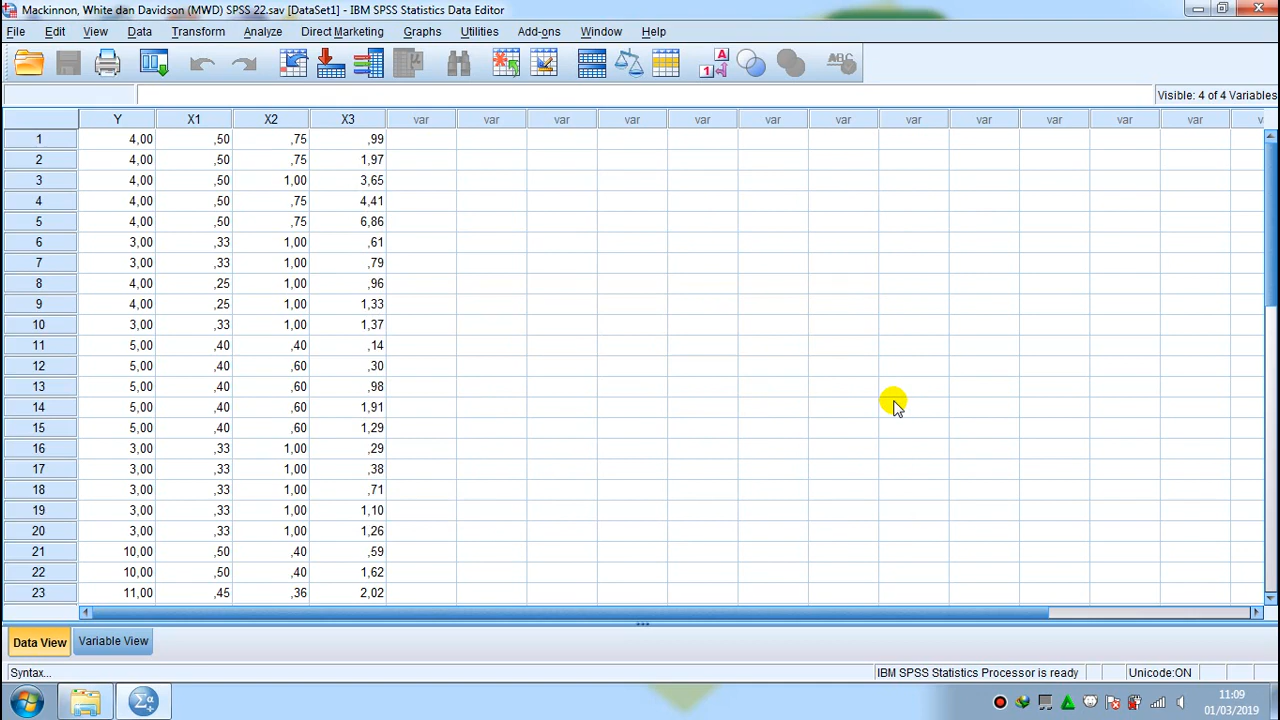 Mackinnon, White dan Davidson (MWD) SPSS 22.sav [DataSet1] - IBM SPSS Statistics Data Editor
File Edit View Data Transform Analyze Direct Marketing Graphs Utilities Add-ons Window Help
Visible: 4 of 4 Variables
Y X1 X2 X3 var var var var var var var var var var var var
1 4,00 ,50 ,75 ,99
2 4,00 ,50 ,75 1,97
3 4,00 ,50 1,00 3,65
4 4,00 ,50 ,75 4,41
5 4,00 ,50 ,75 6,86
6 3,00 ,33 1,00 ,61
7 3,00 ,33 1,00 ,79
8 4,00 ,25 1,00 ,96
9 4,00 ,25 1,00 1,33
10 3,00 ,33 1,00 1,37
11 5,00 ,40 ,40 ,14
12 5,00 ,40 ,60 ,30
13 5,00 ,40 ,60 ,98
14 5,00 ,40 ,60 1,91
15 5,00 ,40 ,60 1,29
16 3,00 ,33 1,00 ,29
17 3,00 ,33 1,00 ,38
18 3,00 ,33 1,00 ,71
19 3,00 ,33 1,00 1,10
20 3,00 ,33 1,00 1,26
21 10,00 ,50 ,40 ,59
22 10,00 ,50 ,40 1,62
23 11,00 ,45 ,36 2,02
Data View Variable View
Syntax... IBM SPSS Statistics Processor is ready Unicode:ON
11:09
01/03/2019